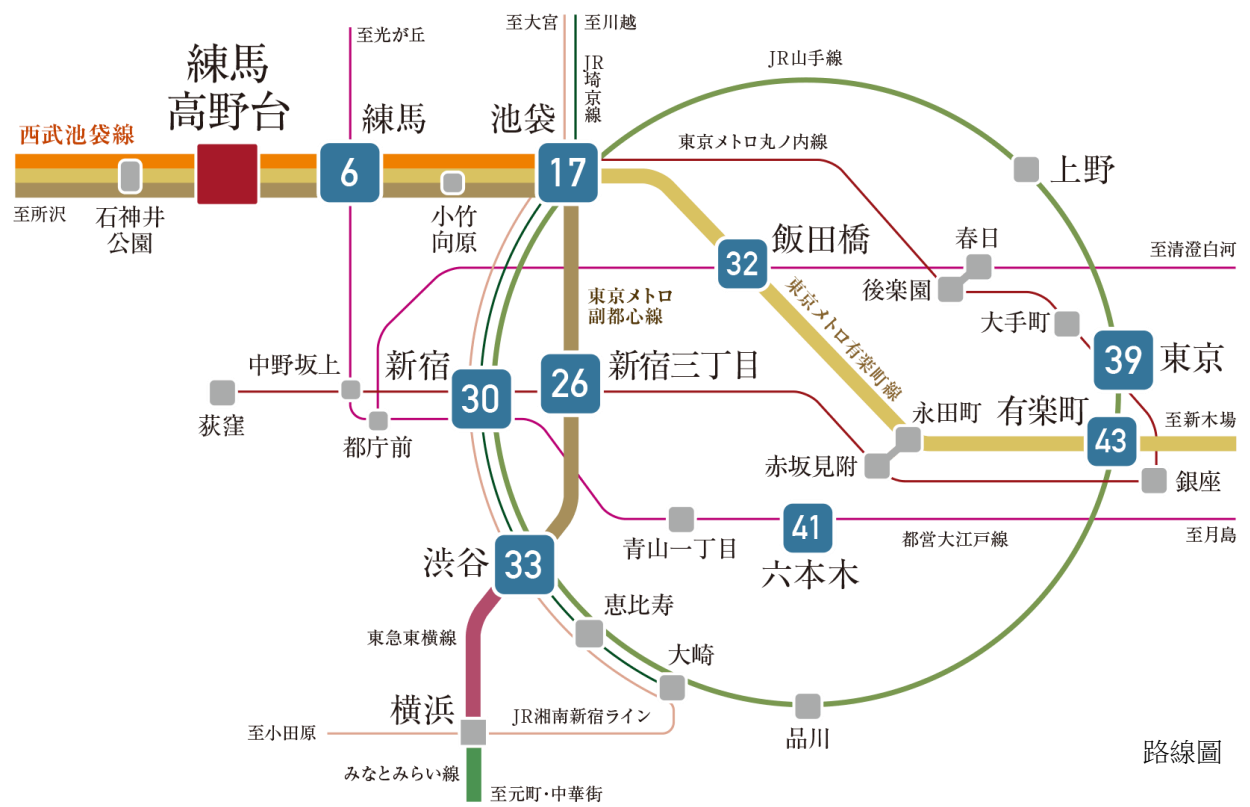 至光が丘
至大宮
至川越
JR埼京線
JR山手線
練馬
高野台
練馬
池袋
西武池袋線
6
17
東京メトロ丸ノ内線
上野
至所沢
石神井
公園
小竹
向原
飯田橋
32
春日
至清澄白河
後楽園
大手町
東京メトロ
副都心線
東京メトロ有楽町線
中野坂上
新宿
30
26
新宿三丁目
39
東京
荻窪
都庁前
永田町
有楽町
43
至新木場
赤坂見附
銀座
青山一丁目
41
六本木
都営大江戸線
至月島
渋谷
33
恵比寿
東急東横線
大崎
横浜
JR湘南新宿ライン
至小田原
品川
みなとみらい線
至元町・中華街
路線圖